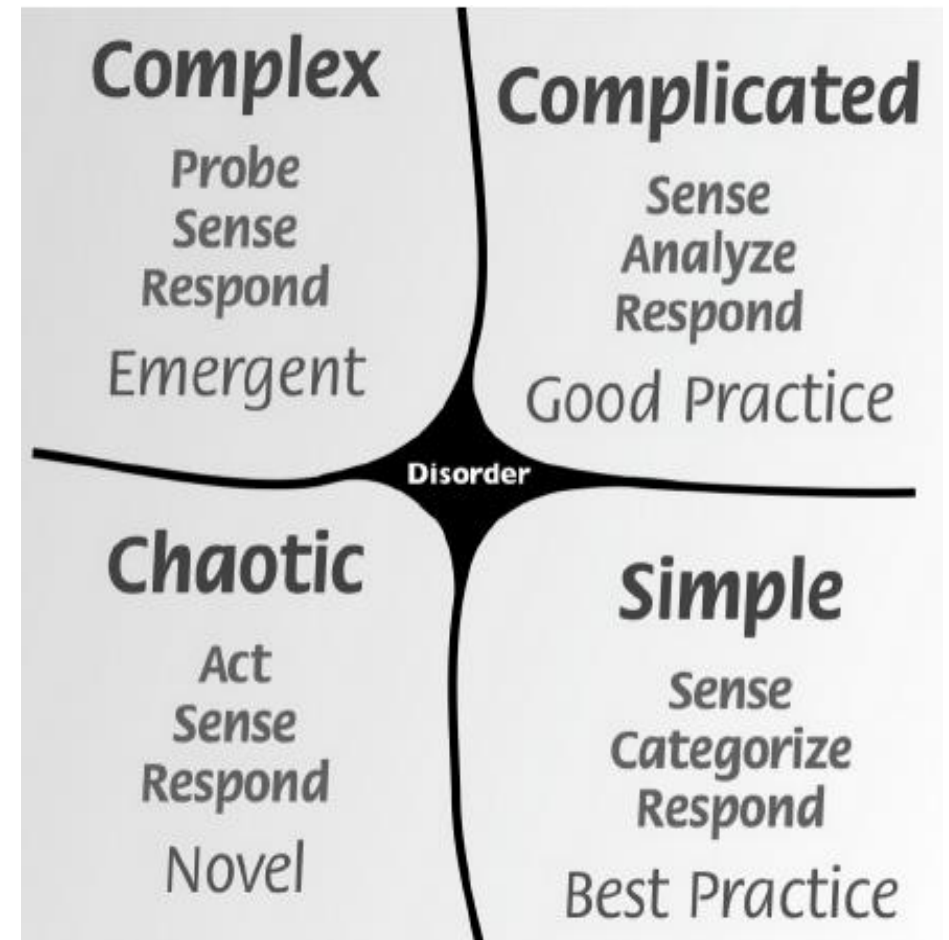 Complex
Probe
Sense
Respond
Emergent
Complicated
Sense
Analyze
Respond
Good Practice
Disorder
Chaotic
Act
Sense
Respond
Novel
Simple
Sense
Categorize
Respond
Best Practice